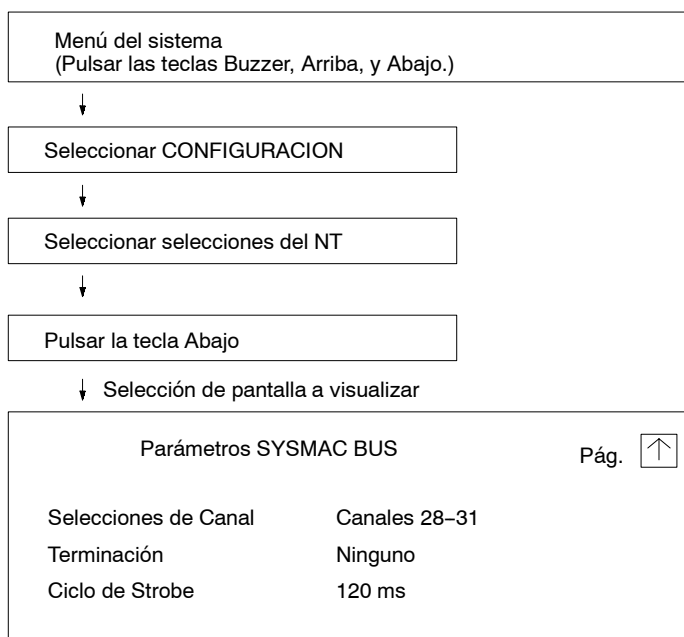 Menú del sistema
(Pulsar las teclas Buzzer, Arriba, y Abajo.)
Seleccionar CONFIGURACION
Seleccionar selecciones del NT
Pulsar la tecla Abajo
Selección de pantalla a visualizar
Parámetros SYSMAC BUS Pág. ↑
Selecciones de Canal Canales 28–31
Terminación Ninguno
Ciclo de Strobe 120 ms